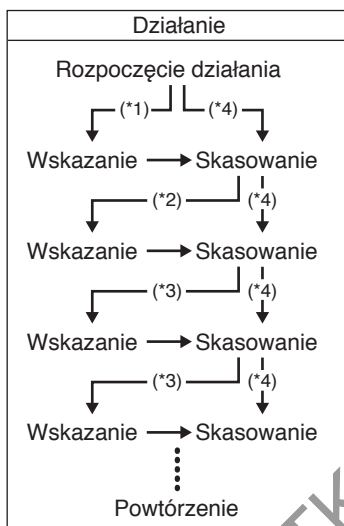 Działanie
Rozpoczęcie działania
(*1) (*4)
Wskazanie Skasowanie
(*2) (*4)
Wskazanie Skasowanie
(*3) (*4)
Wskazanie Skasowanie
(*3) (*4)
Wskazanie Skasowanie
Powtórzenie